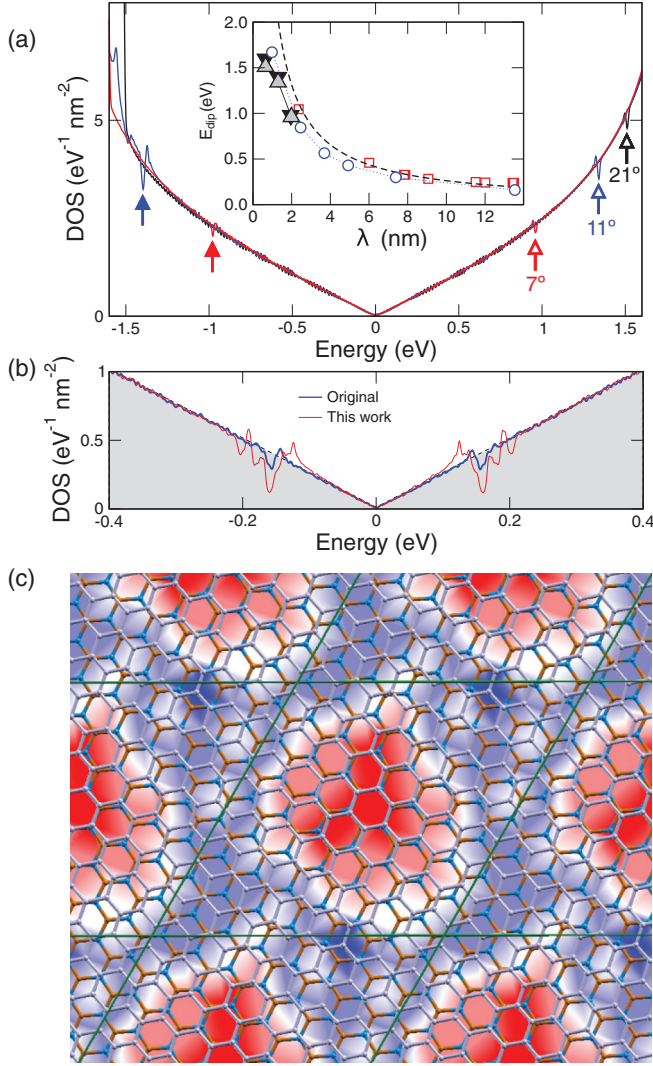 (a)
DOS (eV⁻¹ nm⁻²)
5
0
-1.5 -1 -0.5 0 0.5 1 1.5
Energy (eV)
21º
11º
7º
E_dip (eV)
2.0
1.5
1.0
0.5
0.0
0 2 4 6 8 10 12
λ (nm)
(b)
DOS (eV⁻¹ nm⁻²)
1
0.5
0
-0.4 -0.2 0 0.2 0.4
Energy (eV)
Original
This work
(c)